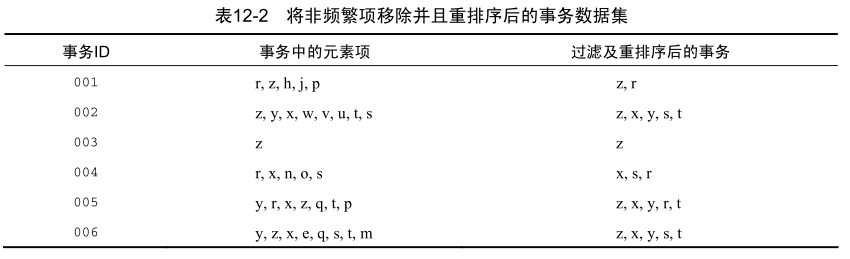 表12-2 将非频繁项移除并且重排序后的事务数据集
事务ID 事务中的元素项 过滤及重排序后的事务
001 r, z, h, j, p z, r
002 z, y, x, w, v, u, t, s z, x, y, s, t
003 z z
004 r, x, n, o, s x, s, r
005 y, r, x, z, q, t, p z, x, y, r, t
006 y, z, x, e, q, s, t, m z, x, y, s, t